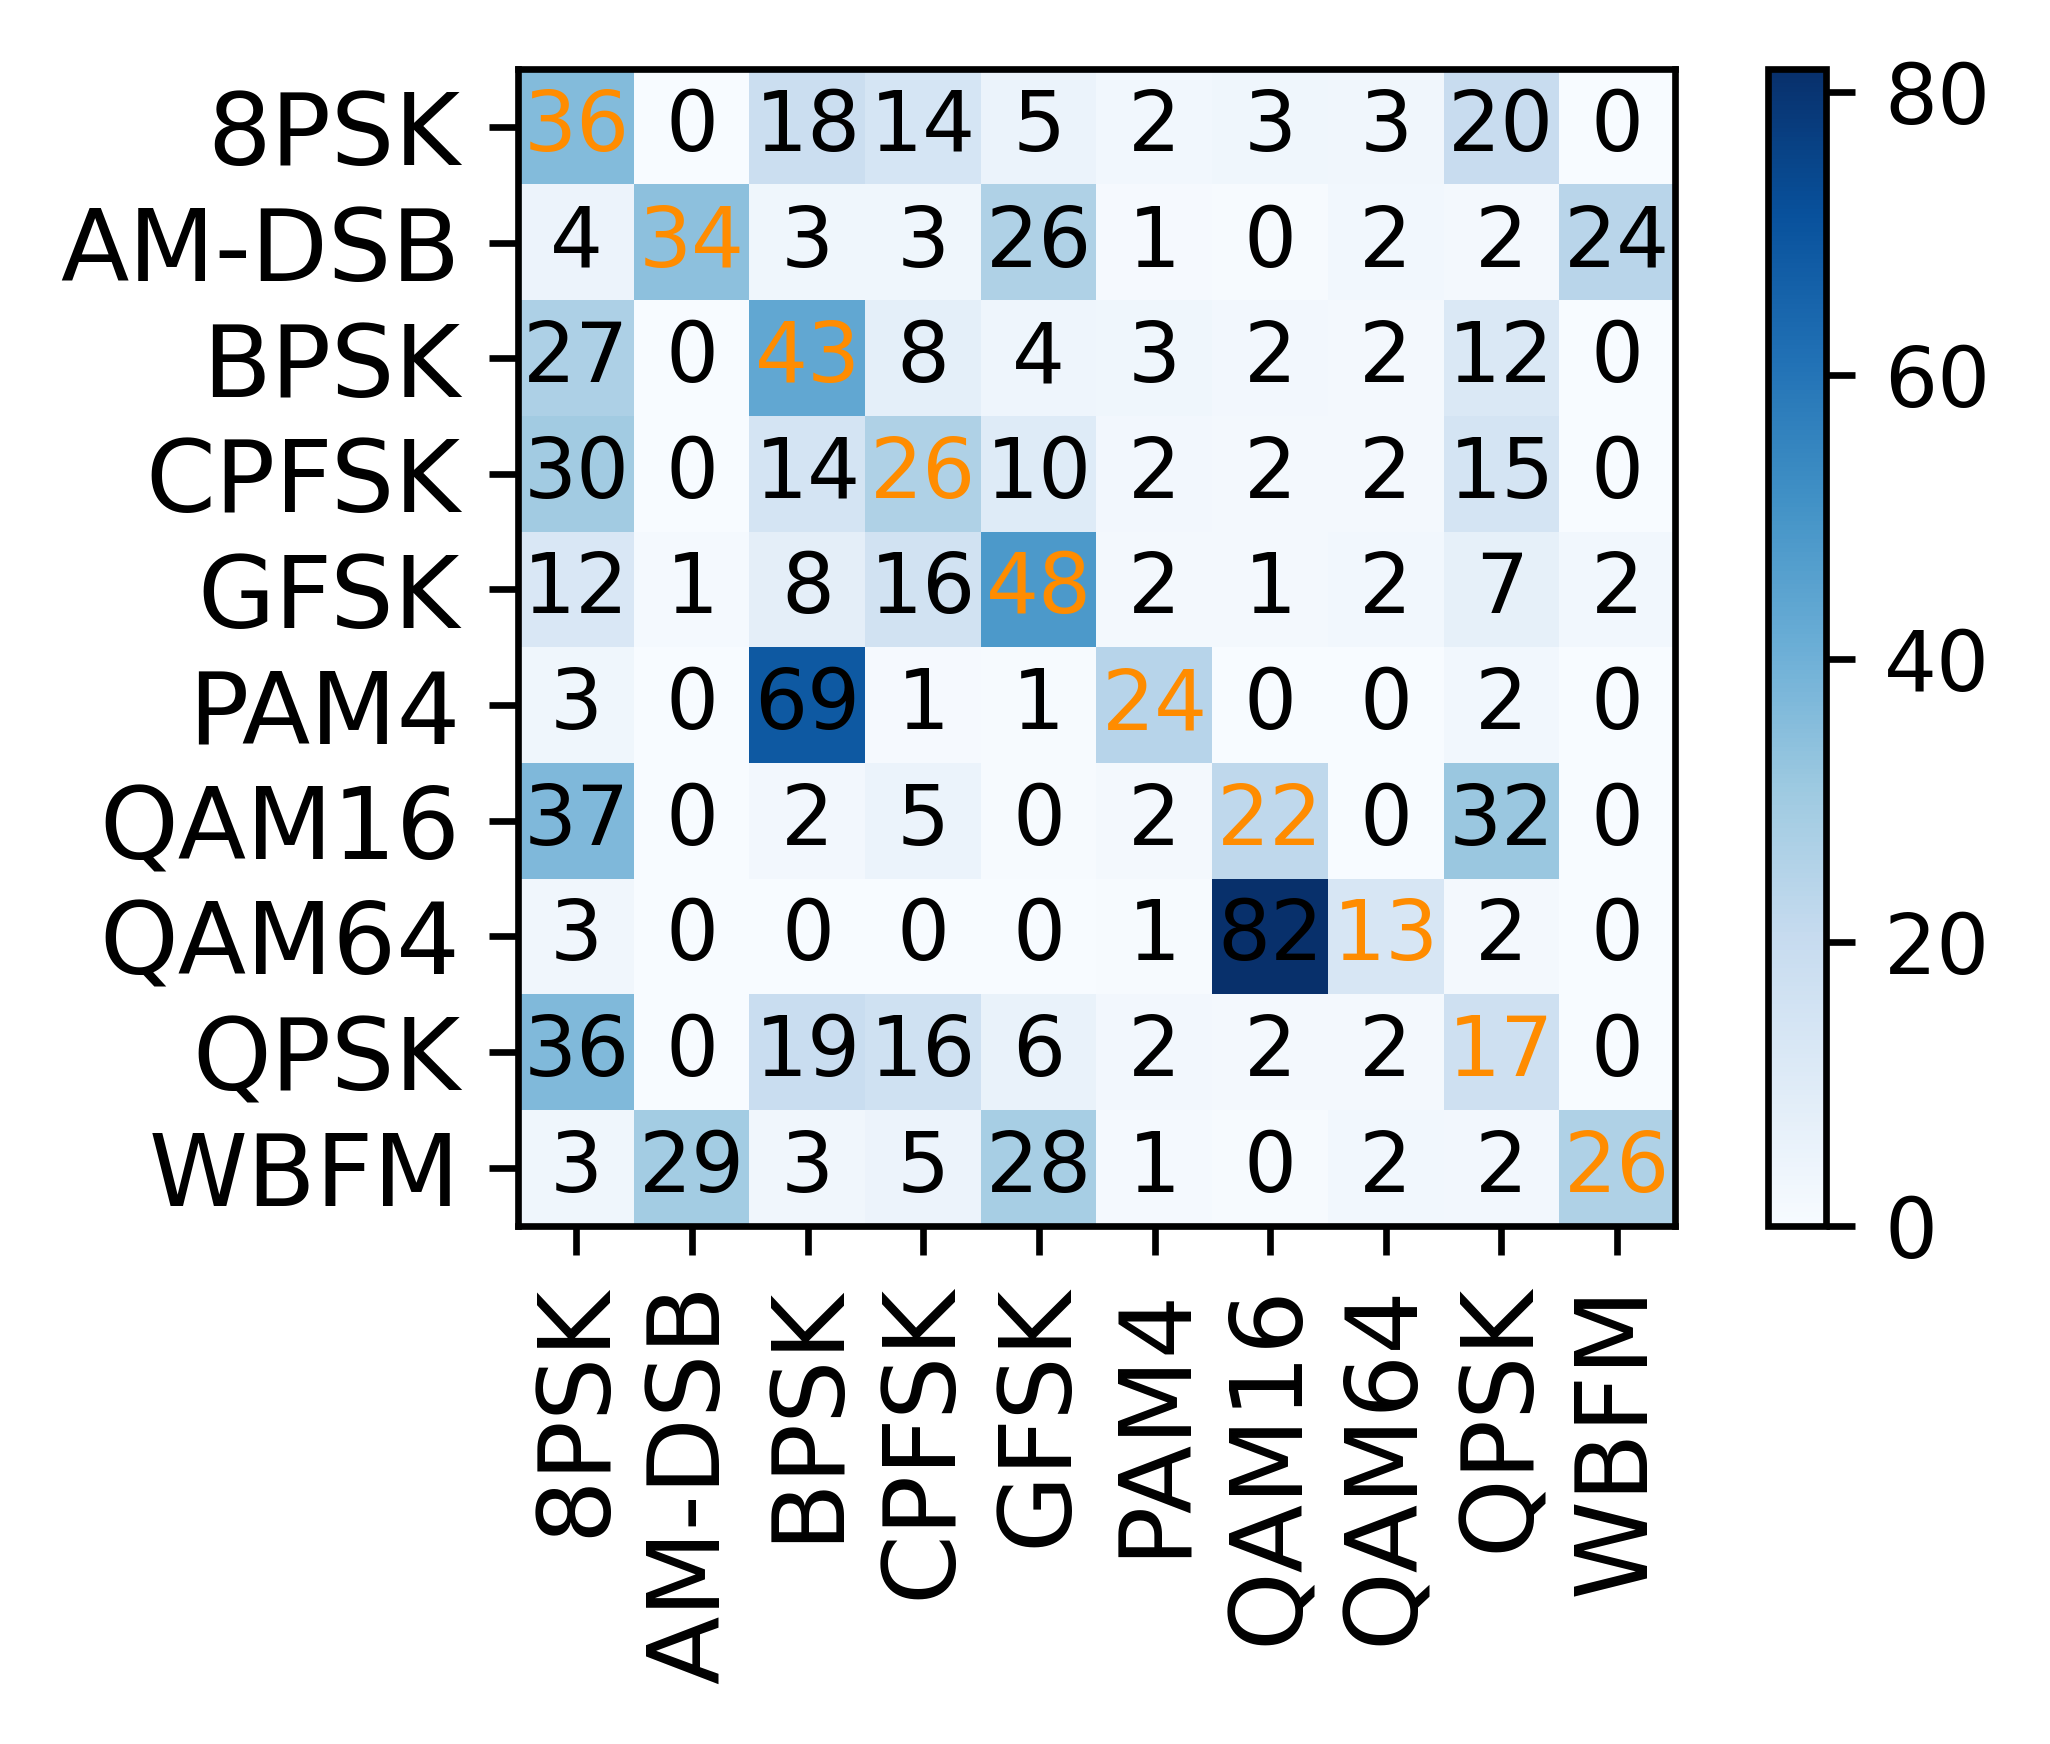 8PSK 36 0 18 14 5 2 3 3 20 0
AM-DSB 4 34 3 3 26 1 0 2 2 24
BPSK 27 0 43 8 4 3 2 2 12 0
CPFSK 30 0 14 26 10 2 2 2 15 0
GFSK 12 1 8 16 48 2 1 2 7 2
PAM4 3 0 69 1 1 24 0 0 2 0
QAM16 37 0 2 5 0 2 22 0 32 0
QAM64 3 0 0 0 0 1 82 13 2 0
QPSK 36 0 19 16 6 2 2 2 17 0
WBFM 3 29 3 5 28 1 0 2 2 26
8PSK AM-DSB BPSK CPFSK GFSK PAM4 QAM16 QAM64 QPSK WBFM
80
60
40
20
0